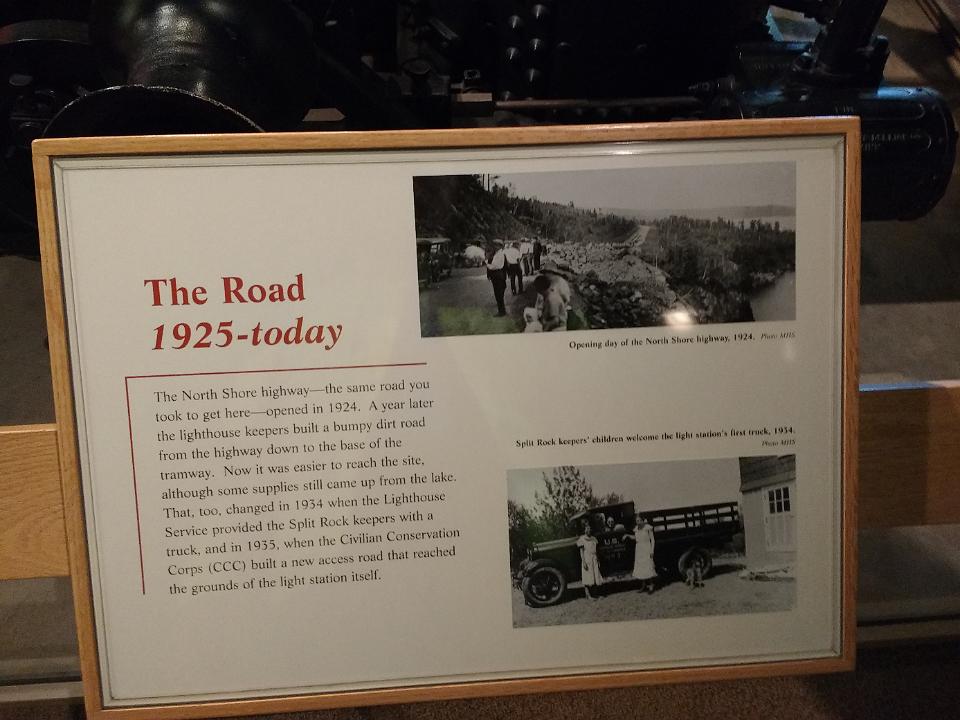 The Road
1925-today
The North Shore highway—the same road you
took to get here—opened in 1924. A year later
the lighthouse keepers built a bumpy dirt road
from the highway down to the base of the
tramway. Now it was easier to reach the site,
although some supplies still came up from the lake.
That, too, changed in 1934 when the Lighthouse
Service provided the Split Rock keepers with a
truck, and in 1935, when the Civilian Conservation
Corps (CCC) built a new access road that reached
the grounds of the light station itself.
Opening day of the North Shore highway, 1924. Photo MHS
Split Rock keepers' children welcome the light station's first truck, 1934.
Photo MHS
U.S.